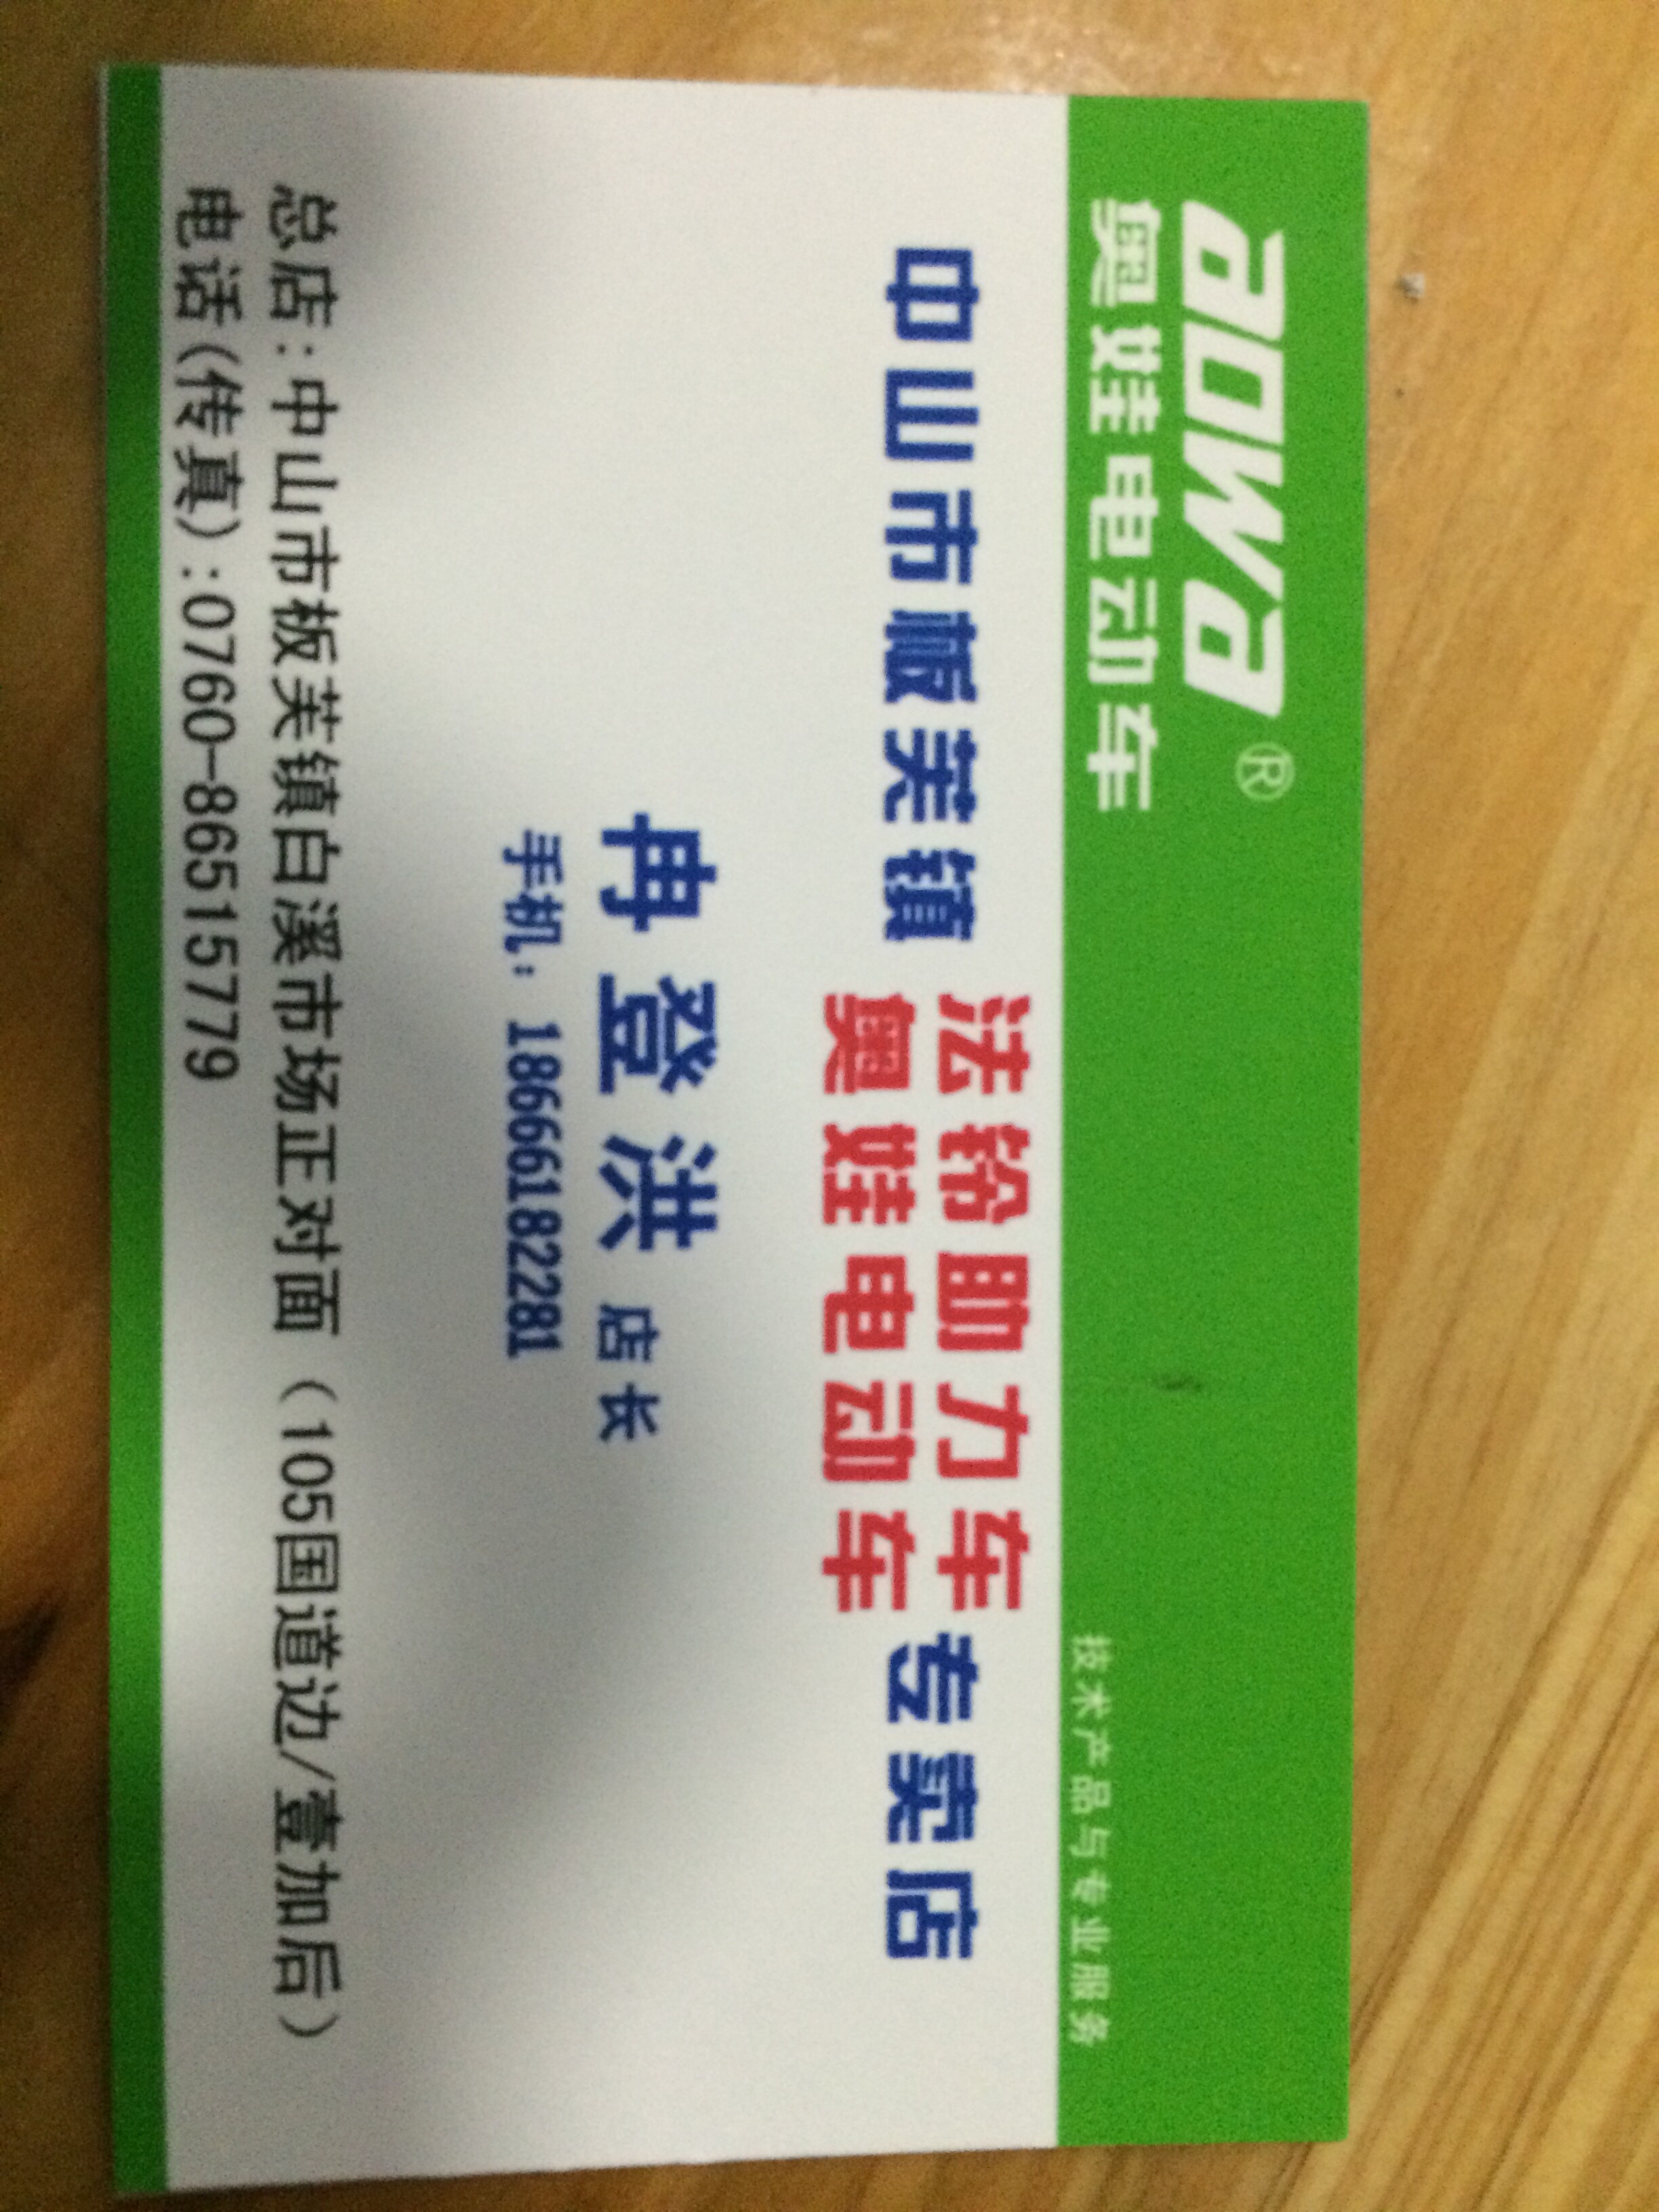 aowa®
奥娃电动车
技术产品与专业服务
中山市板芙镇 法铃助力车 专卖店
奥娃电动车
冉登洪 店长
手机：18666182281
总店:中山市板芙镇白溪市场正对面（105国道边/壹加后）
电话(传真):0760-86515779